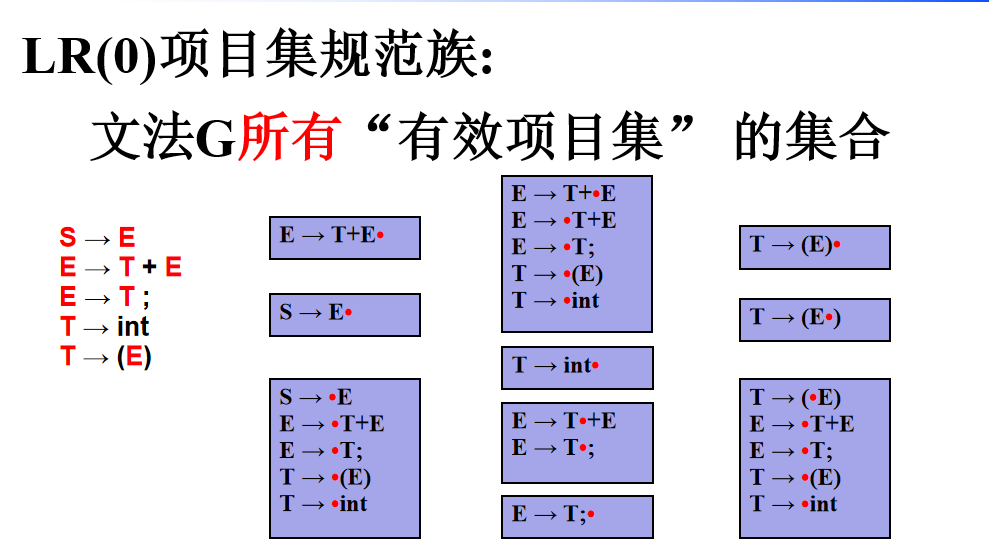 LR(0)项目集规范族:
文法G所有“有效项目集” 的集合
S → E
E → T + E
E → T ;
T → int
T → (E)
E → T+E•
S → E•
S → •E
E → •T+E
E → •T;
T → •(E)
T → •int
E → T+•E
E → •T+E
E → •T;
T → •(E)
T → •int
T → int•
E → T•+E
E → T•;
E → T;•
T → (E)•
T → (E•)
T → (•E)
E → •T+E
E → •T;
T → •(E)
T → •int